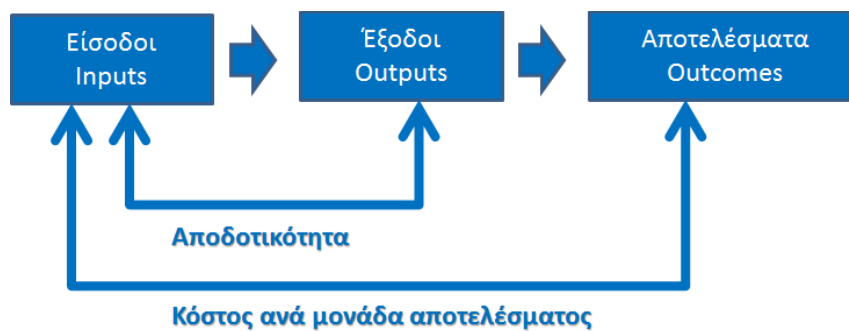 Είσοδοι
Inputs
Έξοδοι
Outputs
Αποτελέσματα
Outcomes
Αποδοτικότητα
Κόστος ανά μονάδα αποτελέσματος